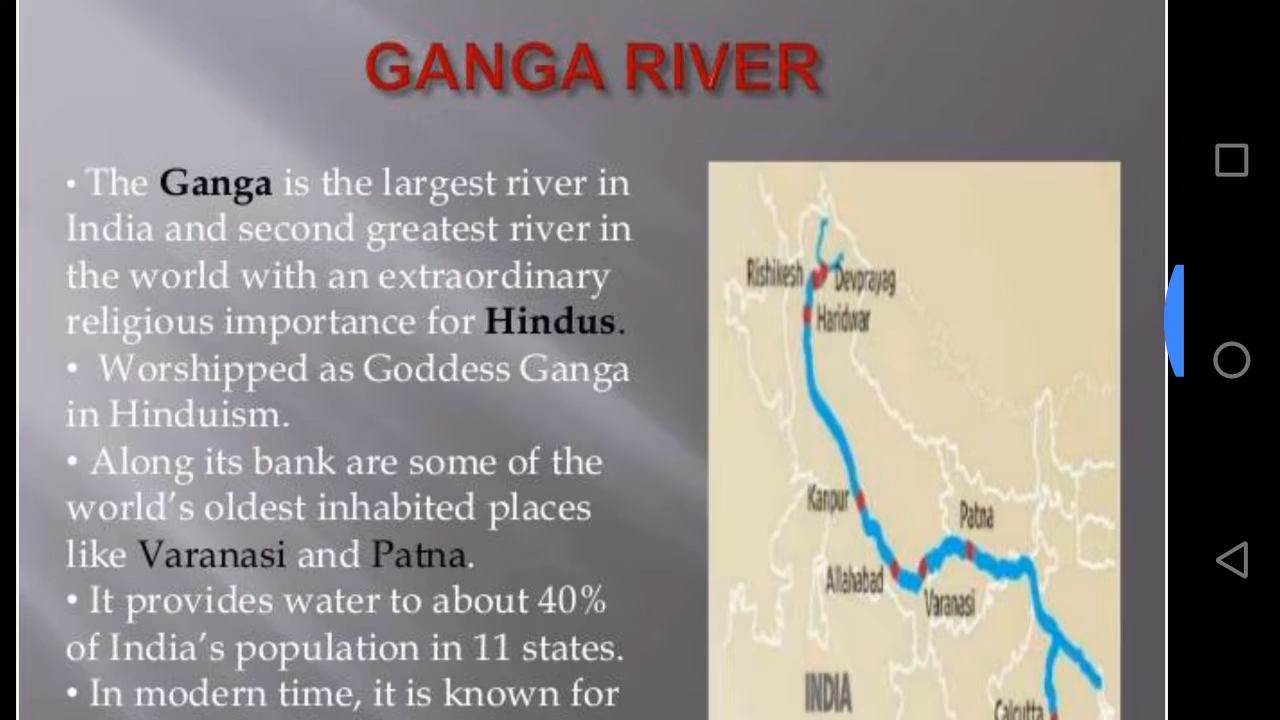 GANGA RIVER
• The Ganga is the largest river in
India and second greatest river in
the world with an extraordinary
religious importance for Hindus.
• Worshipped as Goddess Ganga
in Hinduism.
• Along its bank are some of the
world’s oldest inhabited places
like Varanasi and Patna.
• It provides water to about 40%
of India’s population in 11 states.
• In modern time, it is known for
Rishikesh
Devprayag
Haridwar
Kanpur
Patna
Allahabad
Varanasi
INDIA
Calcutta